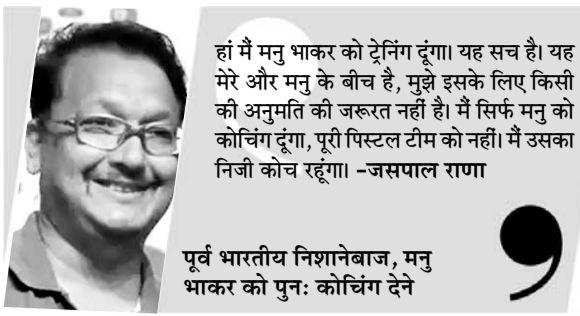 हां मैं मनु भाकर को ट्रेनिंग दूंगा। यह सच है। यह
मेरे और मनु के बीच है, मुझे इसके लिए किसी
की अनुमति की जरूरत नहीं है। मैं सिर्फ मनु को
कोचिंग दूंगा, पूरी पिस्टल टीम को नहीं। मैं उसका
निजी कोच रहूंगा। -जसपाल राणा
पूर्व भारतीय निशानेबाज, मनु
भाकर को पुनः कोचिंग देने